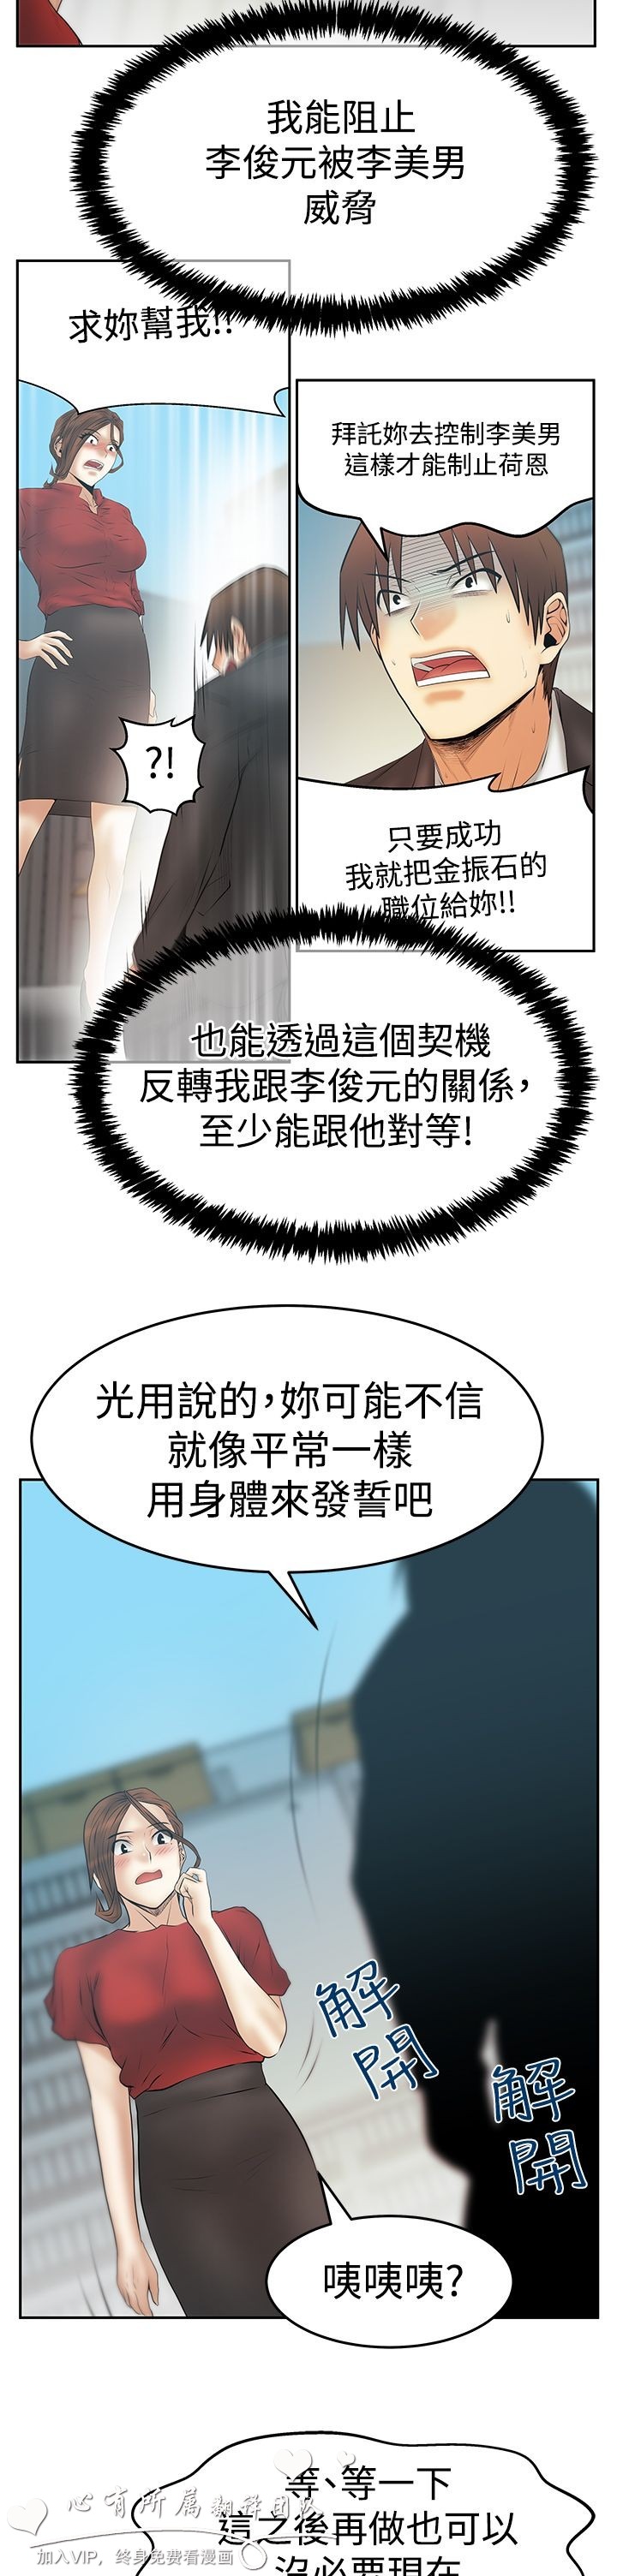 我能阻止
李俊元被李美男
威脅
求妳幫我!!
拜託妳去控制李美男
這樣才能制止荷恩
?!
只要成功
我就把金振石的
職位給妳!!
也能透過這個契機
反轉我跟李俊元的關係，
至少能跟他對等!
光用說的，妳可能不信
就像平常一樣
用身體來發誓吧
解
開
解
開
咦咦咦?
等、等一下
這之後再做也可以
沒必要現在
心有所属翻译团队
加入VIP，终身免费看漫画